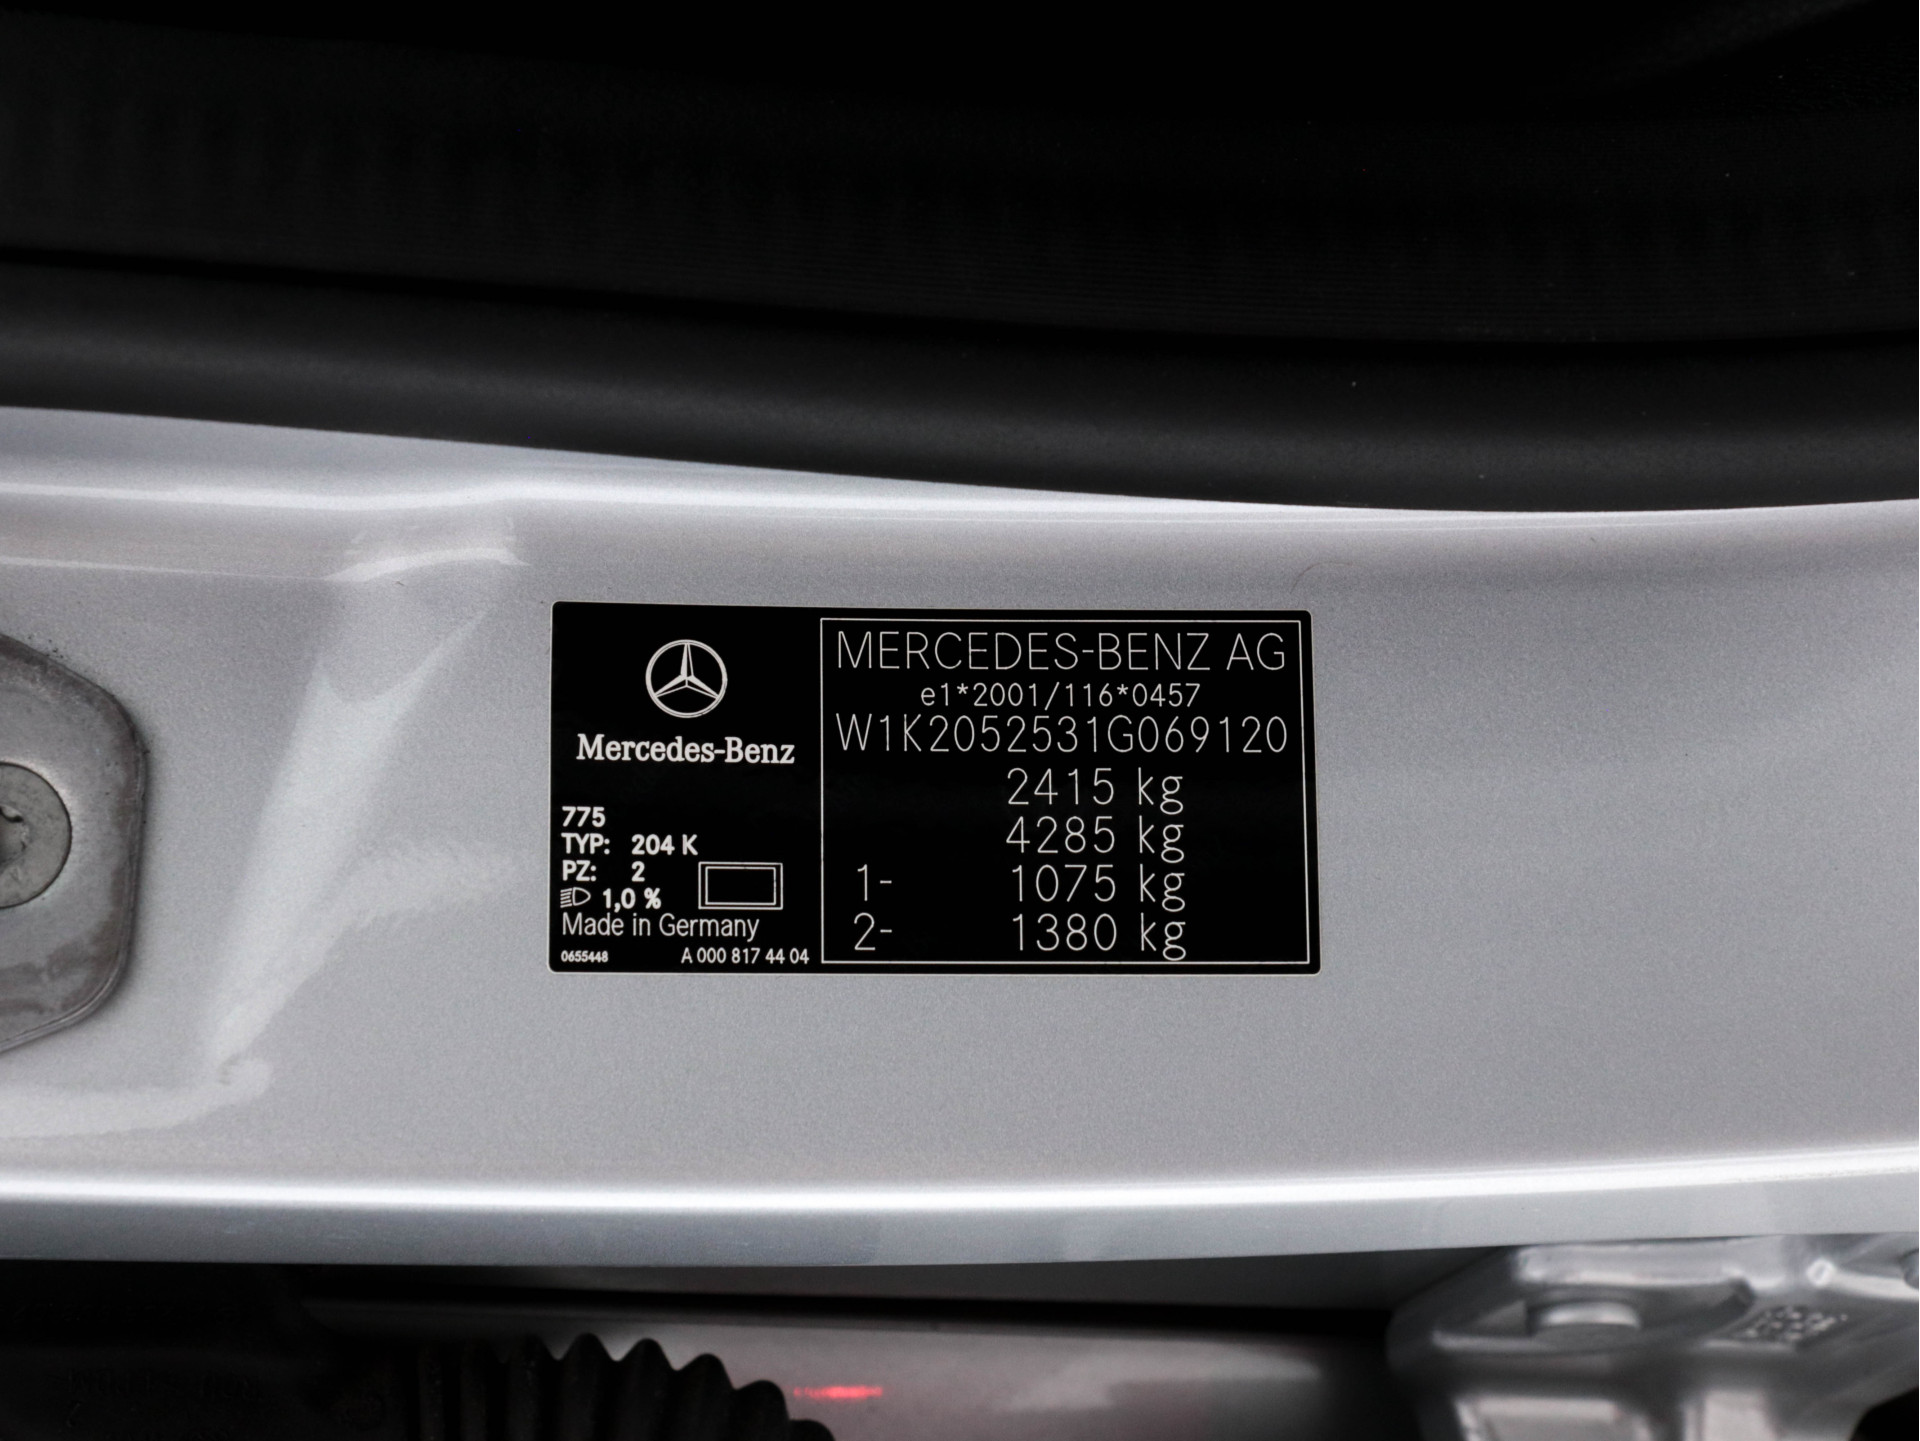 Mercedes-Benz
775
TYP: 204 K
PZ: 2
1,0 %
Made in Germany
0655448 A 000 817 44 04
MERCEDES-BENZ AG
e1*2001/116*0457
W1K2052531G069120
2415 kg
4285 kg
1- 1075 kg
2- 1380 kg